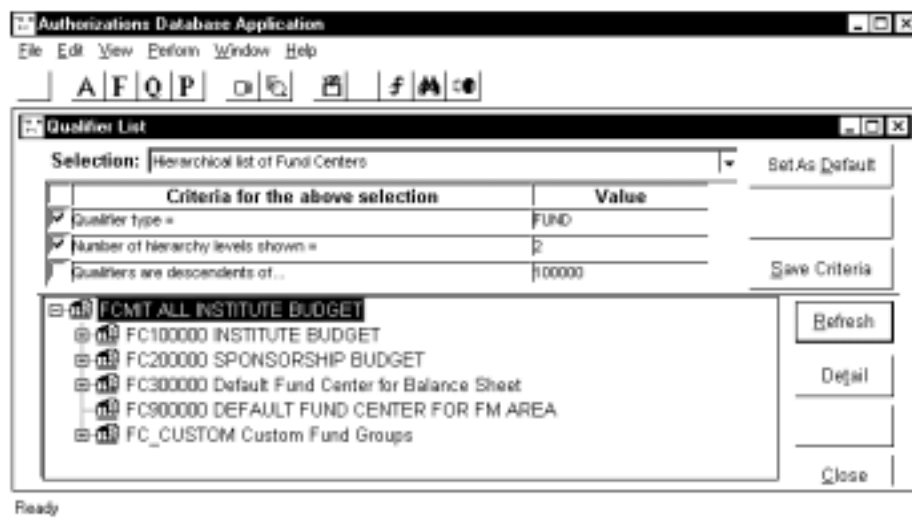 Authorizations Database Application
File Edit View Perform Window Help
A F Q P
Qualifier List
Selection: Hierarchical list of Fund Centers
Set As Default
Criteria for the above selection Value
Qualifier type = FUND
Number of hierarchy levels shown = 2
Qualifiers are descendents of... 100000
Save Criteria
FCMIT ALL INSTITUTE BUDGET
Refresh
FC100000 INSTITUTE BUDGET
FC200000 SPONSORSHIP BUDGET
FC300000 Default Fund Center for Balance Sheet
Detail
FC900000 DEFAULT FUND CENTER FOR FM AREA
FC_CUSTOM Custom Fund Groups
Close
Ready